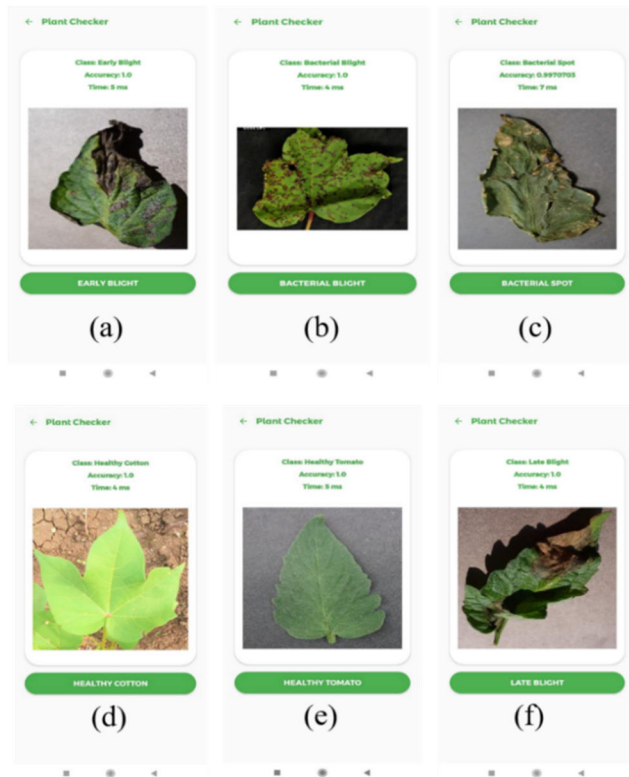 Plant Checker
Class: Early Blight
Accuracy: 1.0
Time: 5 ms
EARLY BLIGHT
(a)
Plant Checker
Class: Bacterial Blight
Accuracy: 1.0
Time: 4 ms
BACTERIAL BLIGHT
(b)
Plant Checker
Class: Bacterial Spot
Accuracy: 0.9970703
Time: 7 ms
BACTERIAL SPOT
(c)
Plant Checker
Class: Healthy Cotton
Accuracy: 1.0
Time: 4 ms
HEALTHY COTTON
(d)
Plant Checker
Class: Healthy Tomato
Accuracy: 1.0
Time: 5 ms
HEALTHY TOMATO
(e)
Plant Checker
Class: Late Blight
Accuracy: 1.0
Time: 4 ms
LATE BLIGHT
(f)